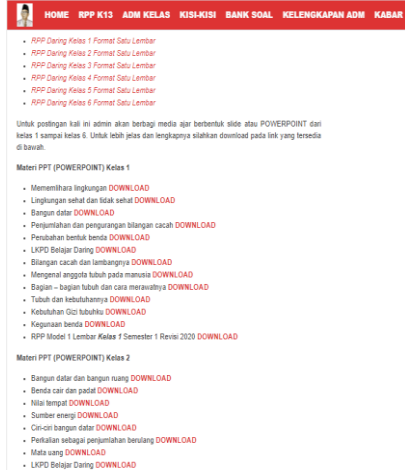 HOME RPP K13 ADM KELAS KISI-KISI BANK SOAL KELENGKAPAN ADM KABAR
RPP Daring Kelas 1 Format Satu Lembar
RPP Daring Kelas 2 Format Satu Lembar
RPP Daring Kelas 3 Format Satu Lembar
RPP Daring Kelas 4 Format Satu Lembar
RPP Daring Kelas 5 Format Satu Lembar
RPP Daring Kelas 6 Format Satu Lembar
Untuk postingan kali ini admin akan berbagi media ajar berbentuk slide atau POWERPOINT dari
kelas 1 sampai kelas 6. Untuk lebih jelas dan lengkapnya silahkan download pada link yang tersedia
di bawah.
Materi PPT (POWERPOINT) Kelas 1
Mememlihara lingkungan DOWNLOAD
Lingkungan sehat dan tidak sehat DOWNLOAD
Bangun datar DOWNLOAD
Penjumlahan dan pengurangan bilangan cacah DOWNLOAD
Perubahan bentuk benda DOWNLOAD
LKPD Belajar Daring DOWNLOAD
Bilangan cacah dan lambangnya DOWNLOAD
Mengenal anggota tubuh pada manusia DOWNLOAD
Bagian – bagian tubuh dan cara merawatnya DOWNLOAD
Tubuh dan kebutuhannya DOWNLOAD
Kebutuhan Gizi tubuhku DOWNLOAD
Kegunaan benda DOWNLOAD
RPP Model 1 Lembar Kelas 1 Semester 1 Revisi 2020 DOWNLOAD
Materi PPT (POWERPOINT) Kelas 2
Bangun datar dan bangun ruang DOWNLOAD
Benda cair dan padat DOWNLOAD
Nilai tempat DOWNLOAD
Sumber energi DOWNLOAD
Ciri-ciri bangun datar DOWNLOAD
Perkalian sebagai penjumlahan berulang DOWNLOAD
Mata uang DOWNLOAD
LKPD Belajar Daring DOWNLOAD